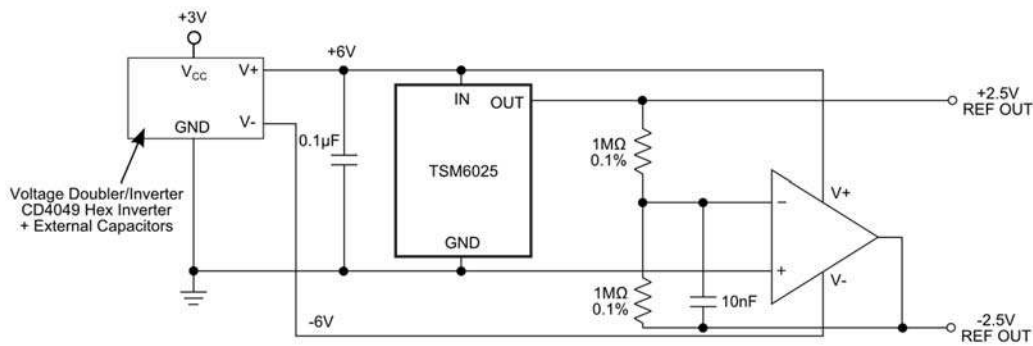 +3V
+6V
VCC
V+
V-
GND
IN
OUT
TSM6025
GND
0.1µF
1MΩ
0.1%
1MΩ
0.1%
10nF
−
+
V+
V-
+2.5V
REF OUT
-2.5V
REF OUT
-6V
Voltage Doubler/Inverter
CD4049 Hex Inverter
+ External Capacitors